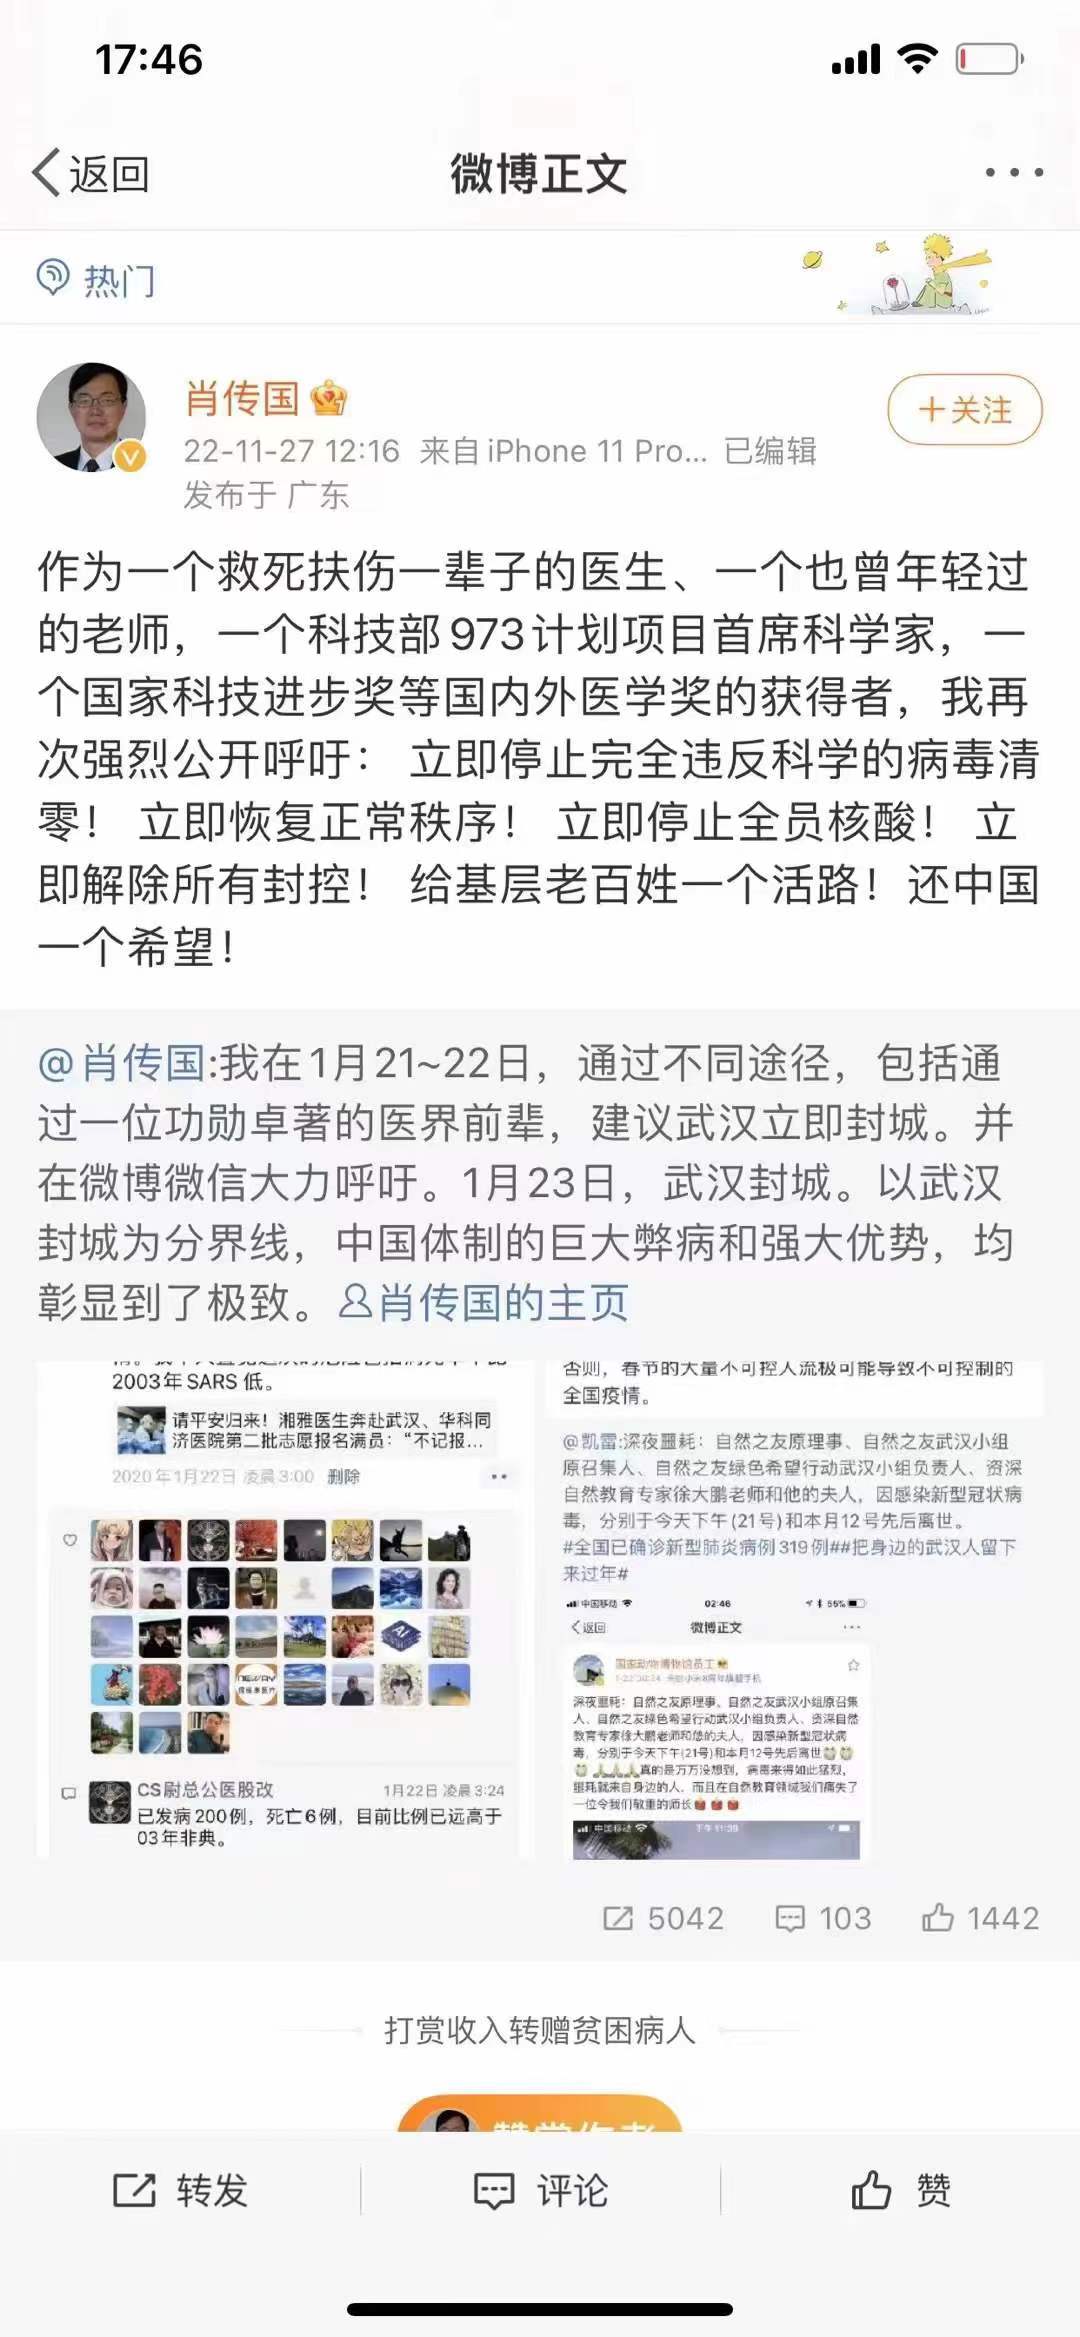 17:46
返回
微博正文
热门
肖传国
+关注
22-11-27 12:16 来自 iPhone 11 Pro... 已编辑
发布于 广东
作为一个救死扶伤一辈子的医生、一个也曾年轻过
的老师，一个科技部973计划项目首席科学家，一
个国家科技进步奖等国内外医学奖的获得者，我再
次强烈公开呼吁： 立即停止完全违反科学的病毒清
零！ 立即恢复正常秩序！ 立即停止全员核酸！ 立
即解除所有封控！ 给基层老百姓一个活路！还中国
一个希望！
@肖传国:我在1月21~22日，通过不同途径，包括通
过一位功勋卓著的医界前辈，建议武汉立即封城。并
在微博微信大力呼吁。1月23日，武汉封城。以武汉
封城为分界线，中国体制的巨大弊病和强大优势，均
彰显到了极致。肖传国的主页
2003年SARS 低。
请平安归来！湘雅医生奔赴武汉、华科同
济医院第二批志愿报名满员：“不记报...
2020年1月22日 凌晨3:00 删除
CS尉总公医股改
1月22日 凌晨3:24
已发病200例，死亡6例，目前比例已远高于
03年非典。
否则，春节的大量不可控人流极可能导致不可控制的
全国疫情。
@凯雷:深夜噩耗：自然之友原理事、自然之友武汉小组
原召集人、自然之友绿色希望行动武汉小组负责人、资深
自然教育专家徐大鹏老师和他的夫人，因感染新型冠状病
毒，分别于今天下午(21号)和本月12号先后离世。
#全国已确诊新型肺炎病例319例##把身边的武汉人留下
来过年#
中国移动
02:46
55%
返回
微博正文
国家动物博物馆员工
深夜噩耗：自然之友原理事、自然之友武汉小组原召集
人、自然之友绿色希望行动武汉小组负责人、资深自然
教育专家徐大鹏老师和他的夫人，因感染新型冠状病
毒，分别于今天下午(21号)和本月12号先后离世
真的是万万没想到，病毒来得如此猛烈，
噩耗就来自身边的人，而且在自然教育领域我们痛失了
一位令我们敬重的师长
中国移动
下午11:39
5042
103
1442
打赏收入转赠贫困病人
转发
评论
赞